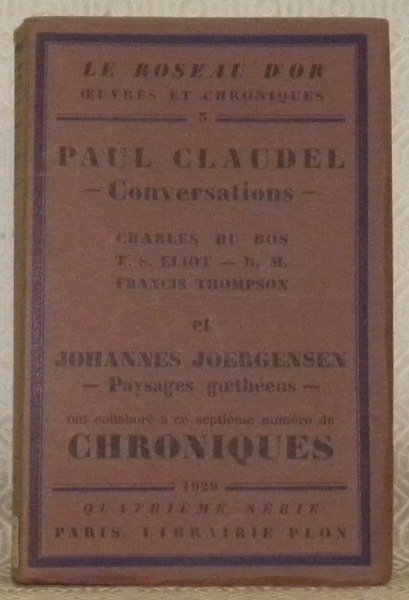 LE ROSEAU D'OR
ŒUVRES ET CHRONIQUES
5
PAUL CLAUDEL
— Conversations —
CHARLES DU BOS
T. S. ELIOT — R. M.
FRANCIS THOMPSON
et
JOHANNES JOERGENSEN
— Paysages gœthéens —
ont collaboré à ce septième numéro de
CHRONIQUES
1929
QUATRIÈME SÉRIE
PARIS. LIBRAIRIE PLON